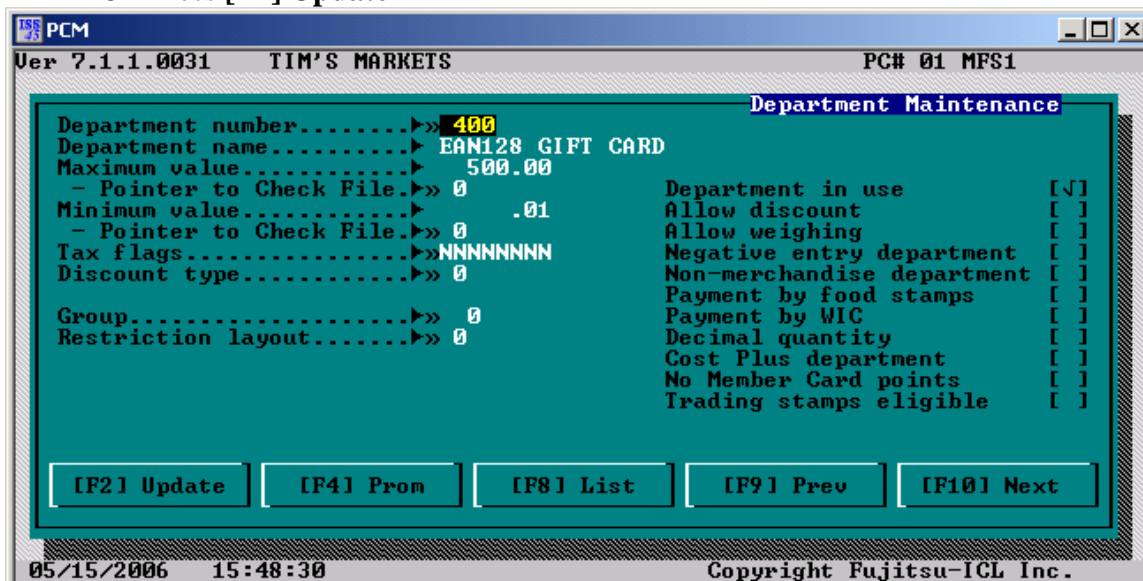 ISS
45 PCM
Ver 7.1.1.0031 TIM'S MARKETS PC# 01 MFS1
Department Maintenance
Department number........►» 400
Department name..........► EAN128 GIFT CARD
Maximum value............► 500.00
- Pointer to Check File.►» 0
Minimum value............► .01
- Pointer to Check File.►» 0
Tax flags................►»NNNNNNNN
Discount type............►» 0
Group....................►» 0
Restriction layout.......►» 0
Department in use [√]
Allow discount [ ]
Allow weighing [ ]
Negative entry department [ ]
Non-merchandise department [ ]
Payment by food stamps [ ]
Payment by WIC [ ]
Decimal quantity [ ]
Cost Plus department [ ]
No Member Card points [ ]
Trading stamps eligible [ ]
[F2] Update [F4] Prom [F8] List [F9] Prev [F10] Next
05/15/2006 15:48:30 Copyright Fujitsu-ICL Inc.